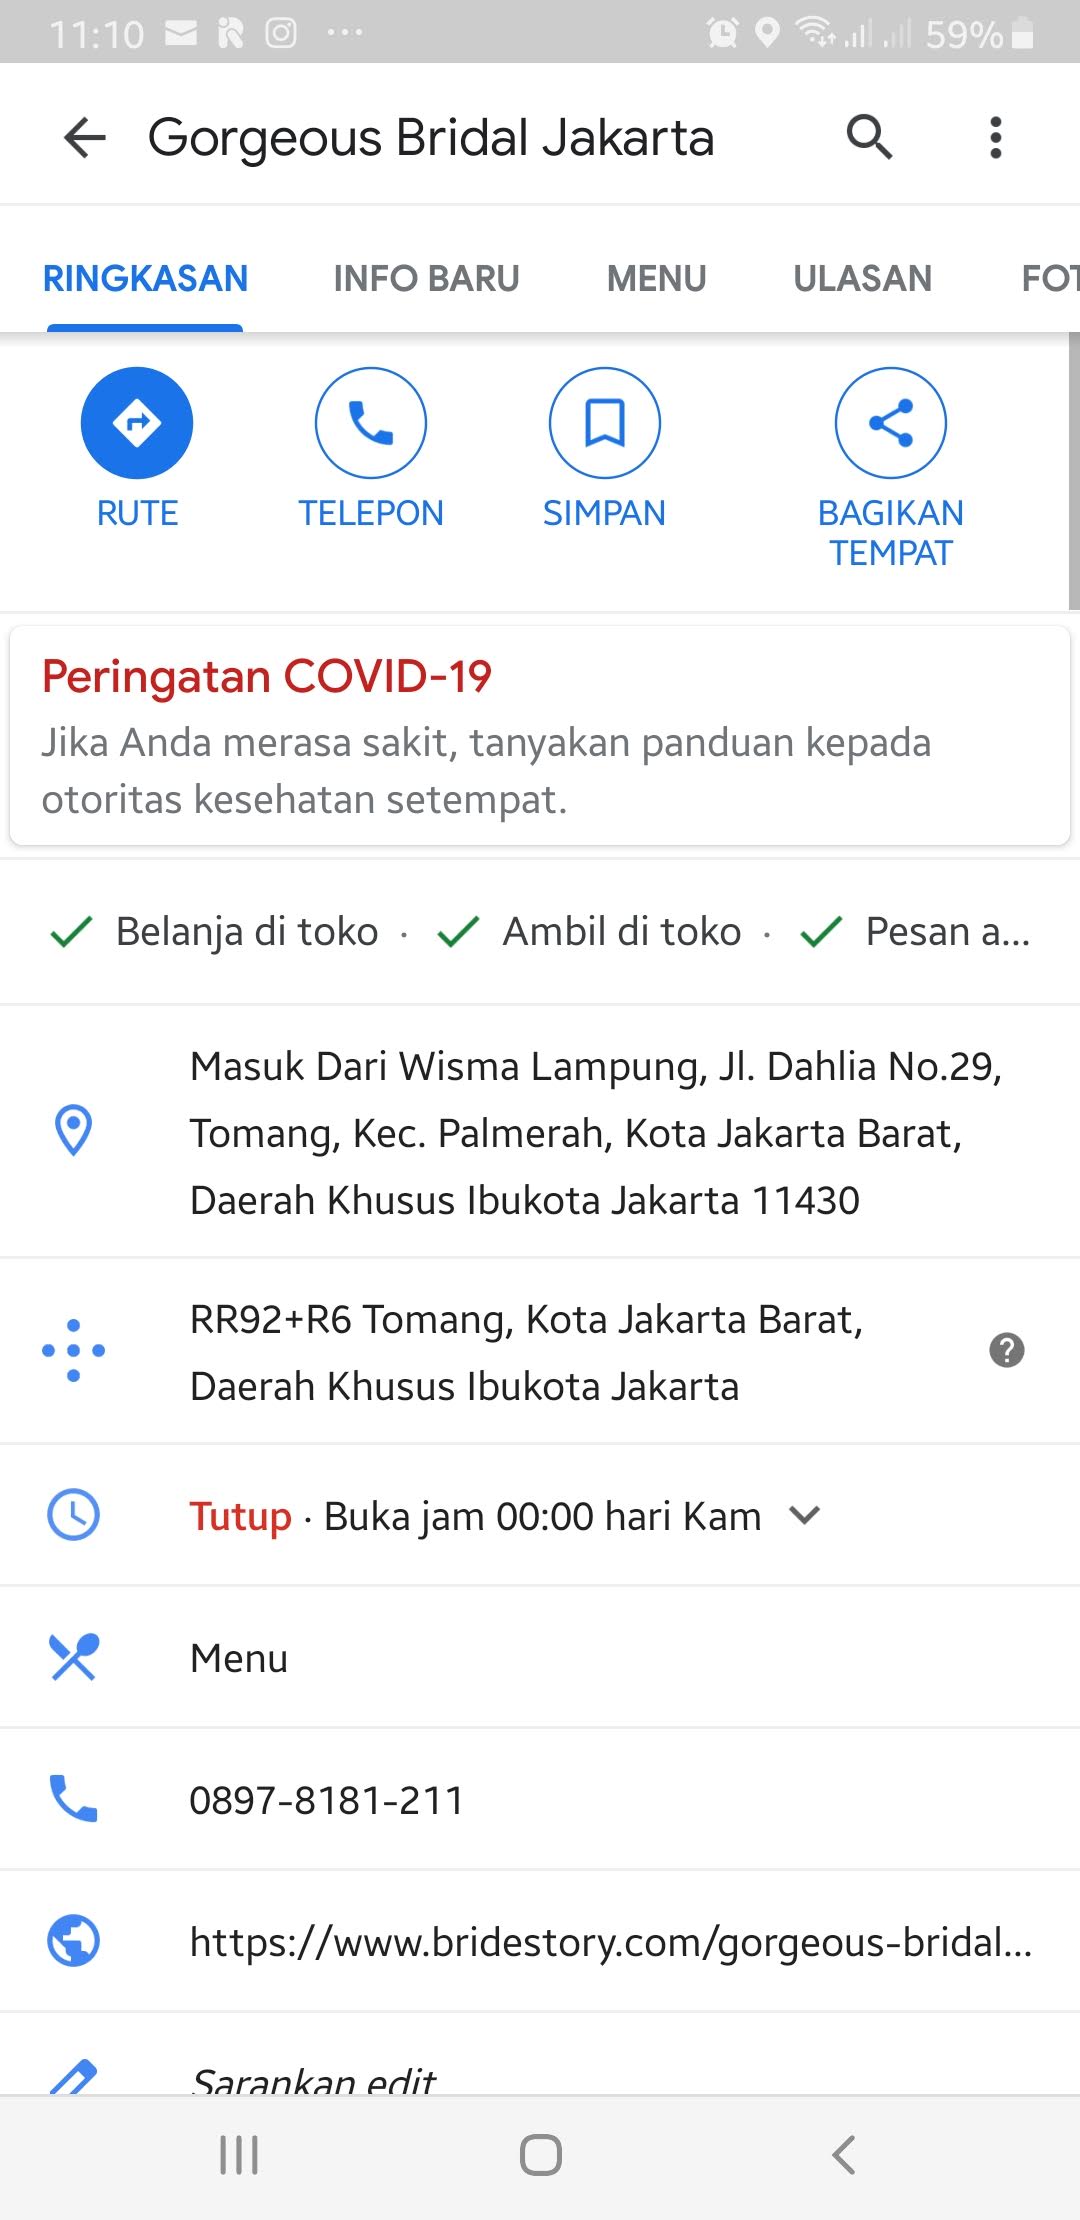 11:10 59%
Gorgeous Bridal Jakarta
RINGKASAN INFO BARU MENU ULASAN FOT
RUTE TELEPON SIMPAN BAGIKAN
TEMPAT
Peringatan COVID-19
Jika Anda merasa sakit, tanyakan panduan kepada
otoritas kesehatan setempat.
Belanja di toko · Ambil di toko · Pesan a...
Masuk Dari Wisma Lampung, Jl. Dahlia No.29,
Tomang, Kec. Palmerah, Kota Jakarta Barat,
Daerah Khusus Ibukota Jakarta 11430
RR92+R6 Tomang, Kota Jakarta Barat,
Daerah Khusus Ibukota Jakarta
Tutup · Buka jam 00:00 hari Kam
Menu
0897-8181-211
https://www.bridestory.com/gorgeous-bridal...
Sarankan edit